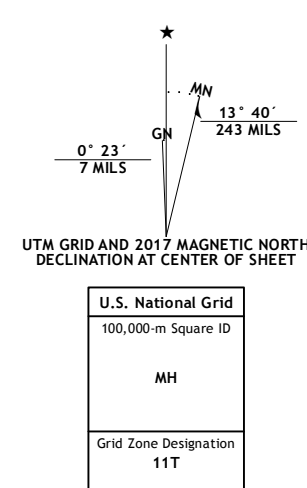 ★
MN
GN
13° 40´
243 MILS
0° 23´
7 MILS
UTM GRID AND 2017 MAGNETIC NORTH
DECLINATION AT CENTER OF SHEET
U.S. National Grid
100,000-m Square ID
MH
Grid Zone Designation
11T